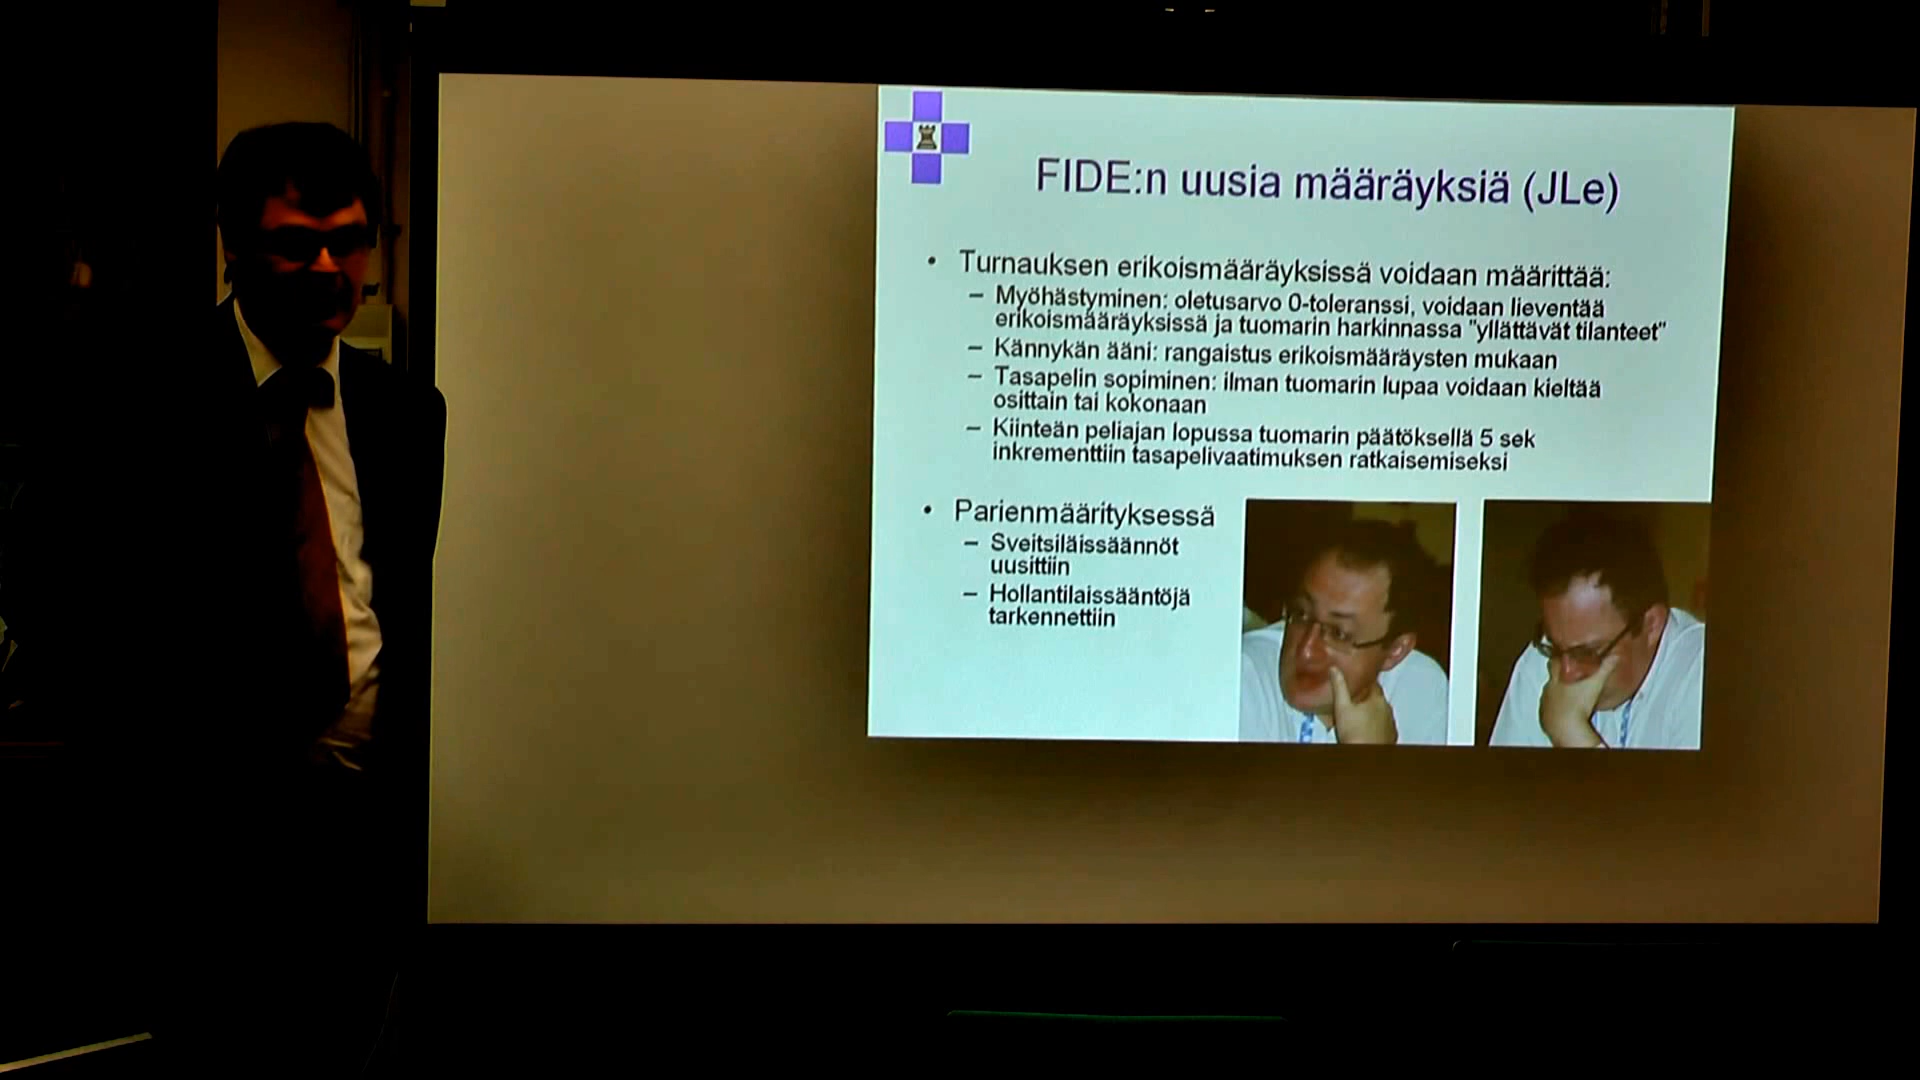 FIDE:n uusia määräyksiä (JLe)
• Turnauksen erikoismääräyksissä voidaan määrittää:
– Myöhästyminen: oletusarvo 0-toleranssi, voidaan lieventää
erikoismääräyksissä ja tuomarin harkinnassa "yllättävät tilanteet"
– Kännykän ääni: rangaistus erikoismääräysten mukaan
– Tasapelin sopiminen: ilman tuomarin lupaa voidaan kieltää
osittain tai kokonaan
– Kiinteän peliajan lopussa tuomarin päätöksellä 5 sek
inkrementtiin tasapelivaatimuksen ratkaisemiseksi
• Parienmäärityksessä
– Sveitsiläissäännöt
uusittiin
– Hollantilaissääntöjä
tarkennettiin